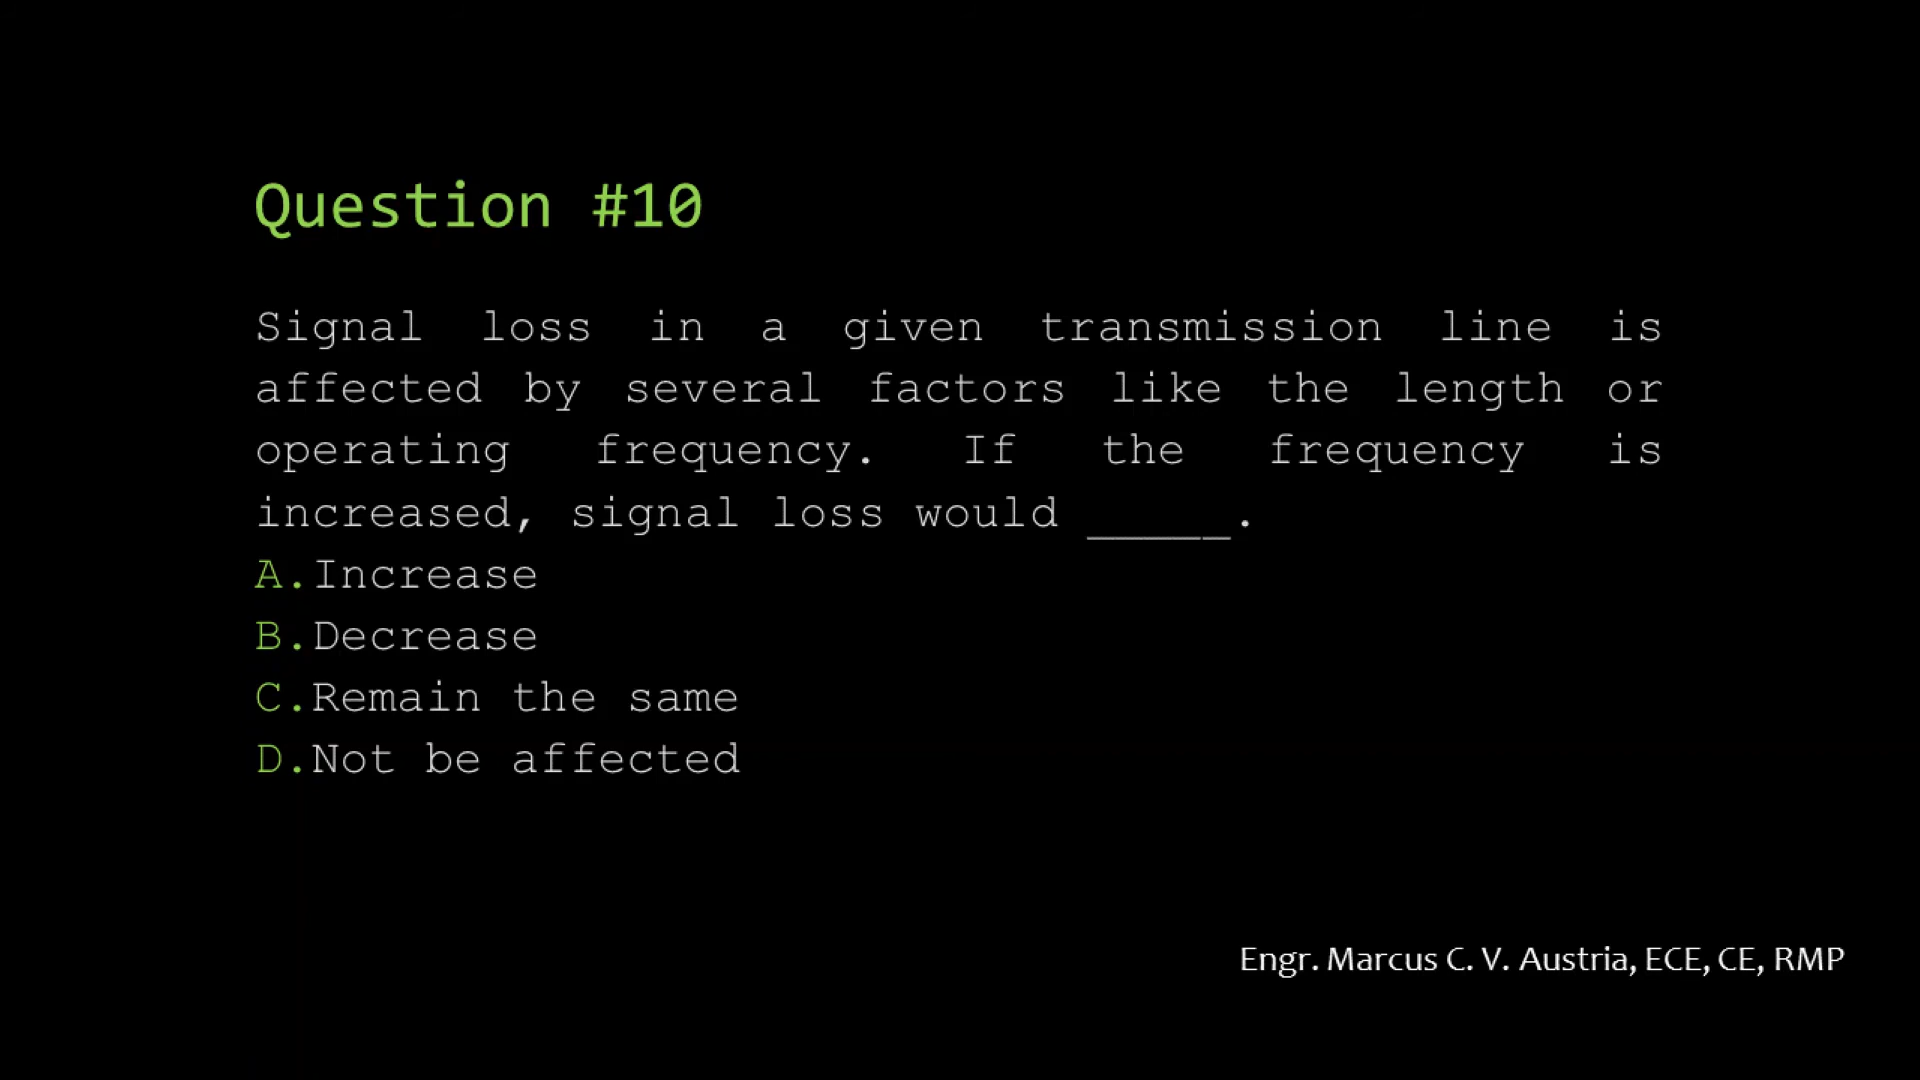 Question #10
Signal loss in a given transmission line is
affected by several factors like the length or
operating frequency. If the frequency is
increased, signal loss would _____.
A.Increase
B.Decrease
C.Remain the same
D.Not be affected
Engr. Marcus C. V. Austria, ECE, CE, RMP